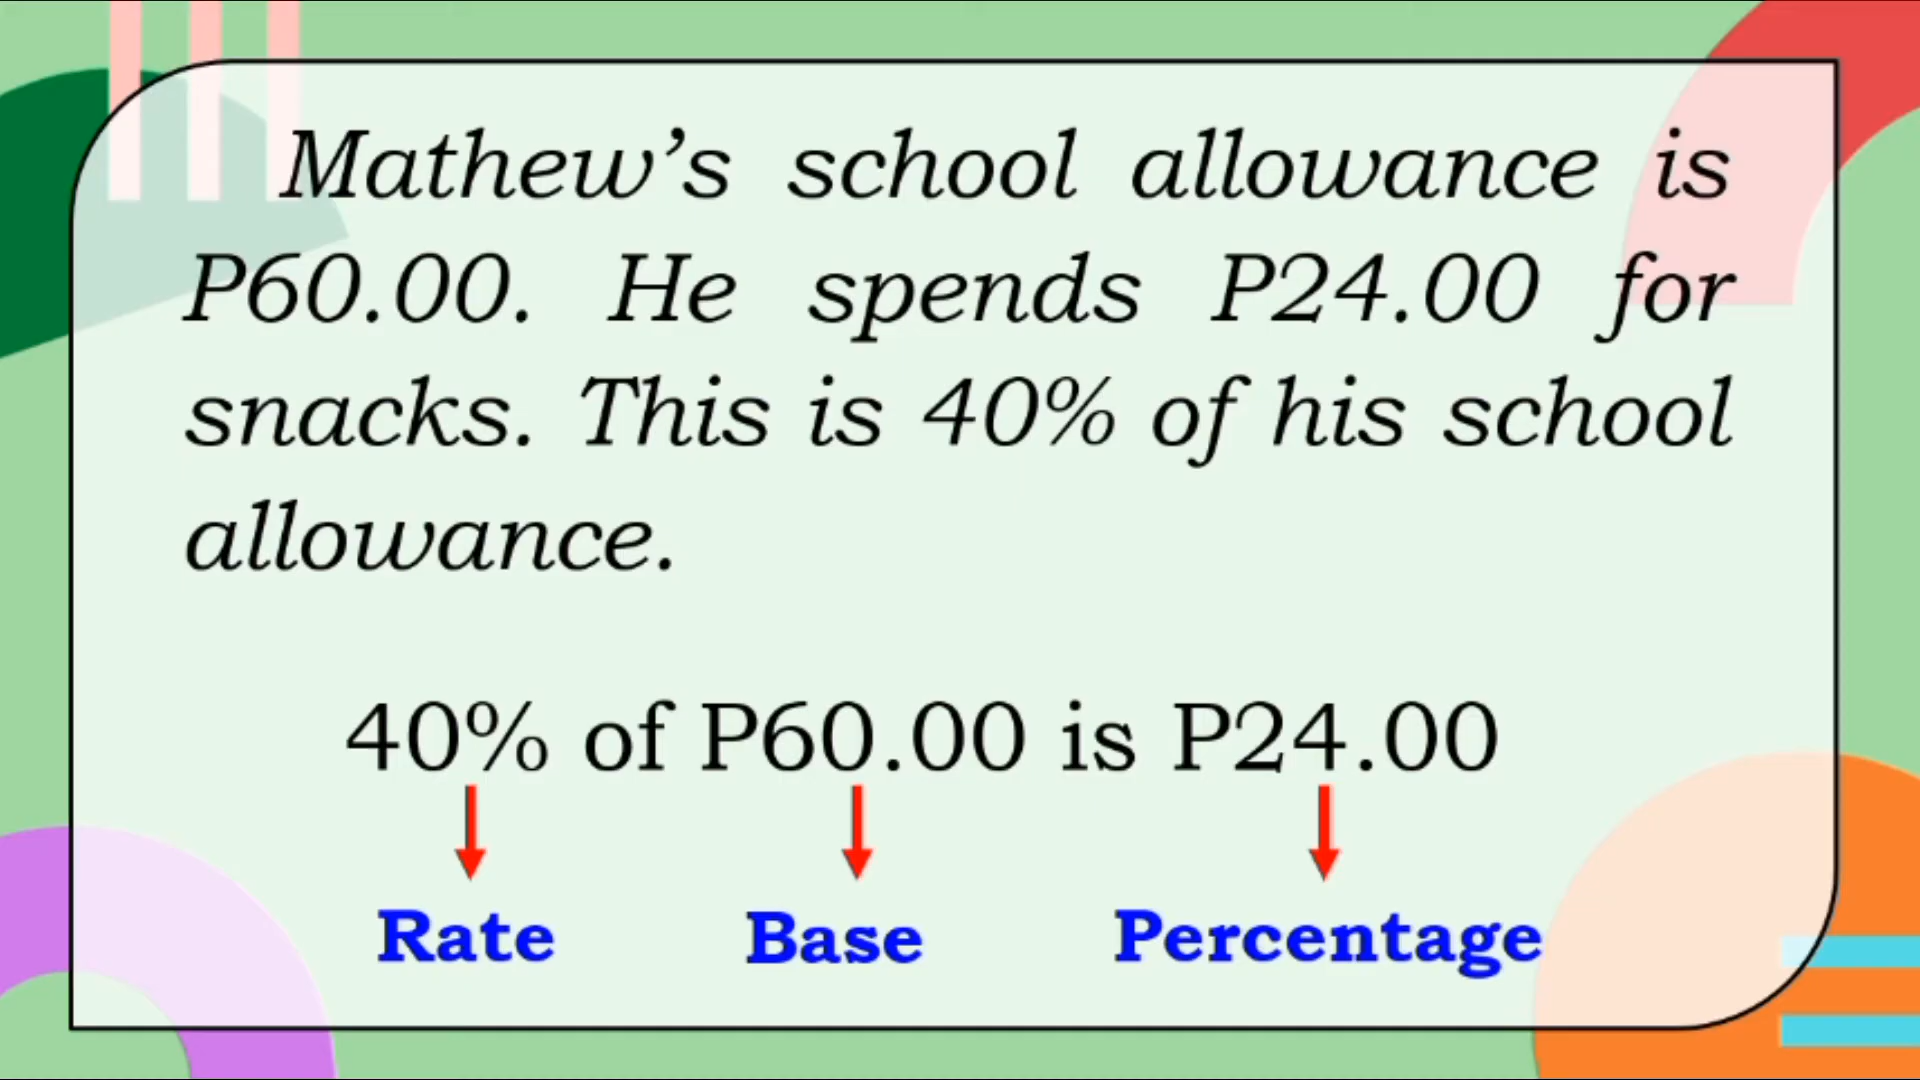 Mathew’s school allowance is
P60.00. He spends P24.00 for
snacks. This is 40% of his school
allowance.
40% of P60.00 is P24.00
Rate Base Percentage